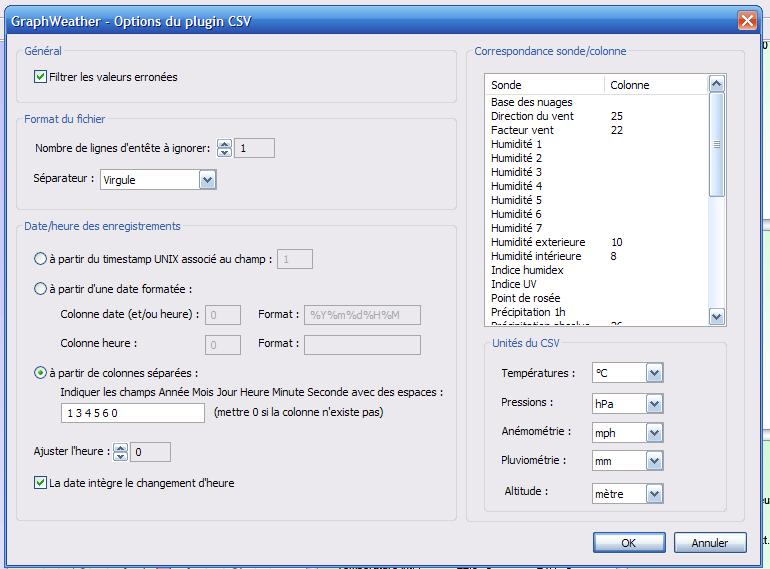 GraphWeather - Options du plugin CSV
Général
Filtrer les valeurs erronées
Format du fichier
Nombre de lignes d'entête à ignorer: 1
Séparateur : Virgule
Date/heure des enregistrements
à partir du timestamp UNIX associé au champ : 1
à partir d'une date formatée :
Colonne date (et/ou heure) : 0 Format : %Y%m%d%H%M
Colonne heure : 0 Format :
à partir de colonnes séparées :
Indiquer les champs Année Mois Jour Heure Minute Seconde avec des espaces :
1 3 4 5 6 0 (mettre 0 si la colonne n'existe pas)
Ajuster l'heure : 0
La date intègre le changement d'heure
Correspondance sonde/colonne
Sonde Colonne
Base des nuages
Direction du vent 25
Facteur vent 22
Humidité 1
Humidité 2
Humidité 3
Humidité 4
Humidité 5
Humidité 6
Humidité 7
Humidité exterieure 10
Humidité intérieure 8
Indice humidex
Indice UV
Point de rosée
Précipitation 1h
Précipitation absolue 26
Unités du CSV
Températures : °C
Pressions : hPa
Anémométrie : mph
Pluviométrie : mm
Altitude : mètre
OK Annuler